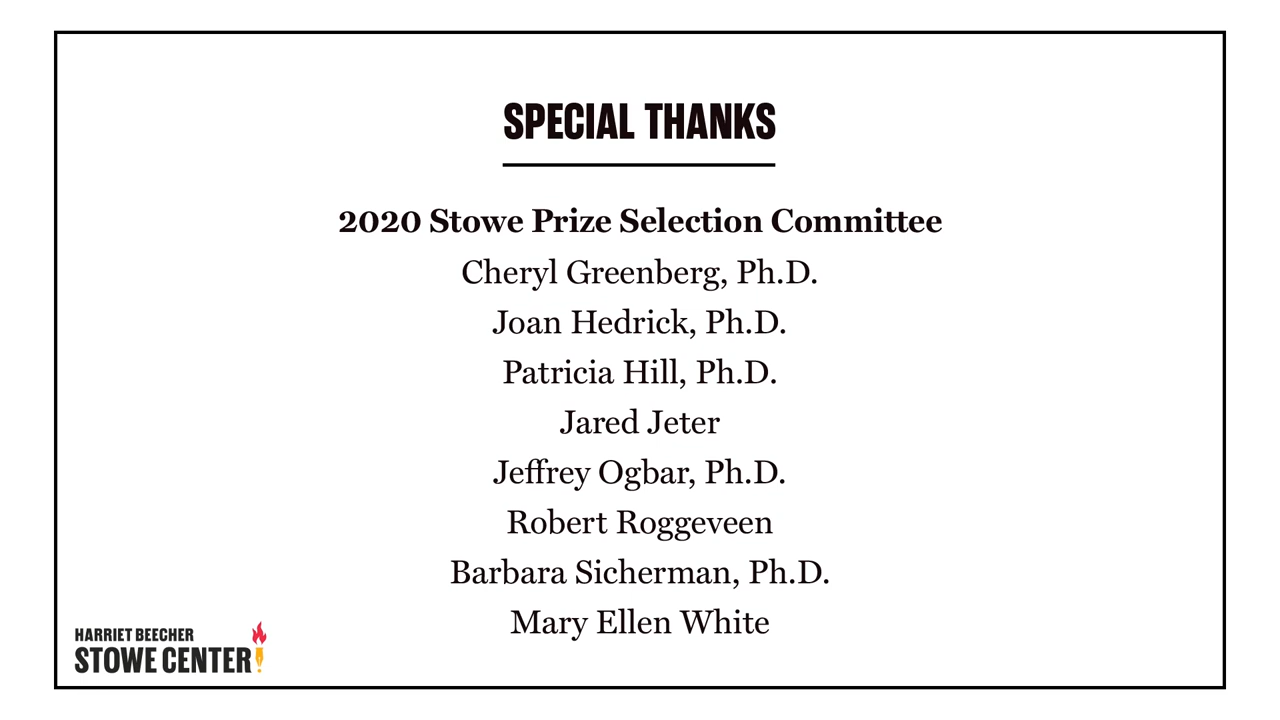 SPECIAL THANKS
2020 Stowe Prize Selection Committee
Cheryl Greenberg, Ph.D.
Joan Hedrick, Ph.D.
Patricia Hill, Ph.D.
Jared Jeter
Jeffrey Ogbar, Ph.D.
Robert Roggeveen
Barbara Sicherman, Ph.D.
Mary Ellen White
HARRIET BEECHER
STOWE CENTER